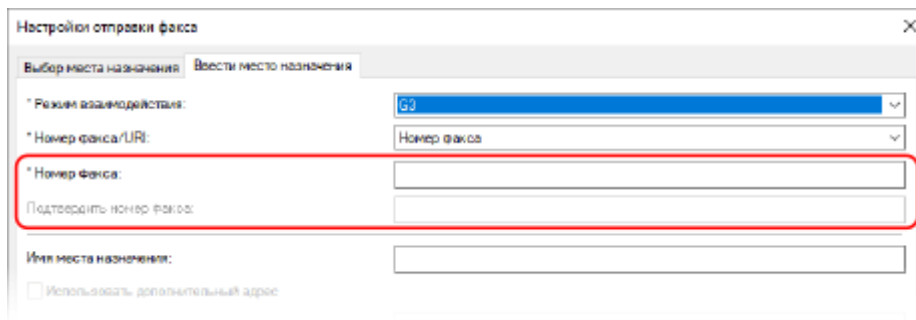 Настройки отправки факса
Выбор места назначения Ввести место назначения
* Режим взаимодействия: G3
* Номер факса/URI: Номер факса
* Номер факса:
Подтвердить номер факса:
Имя места назначения:
Использовать дополнительный адрес